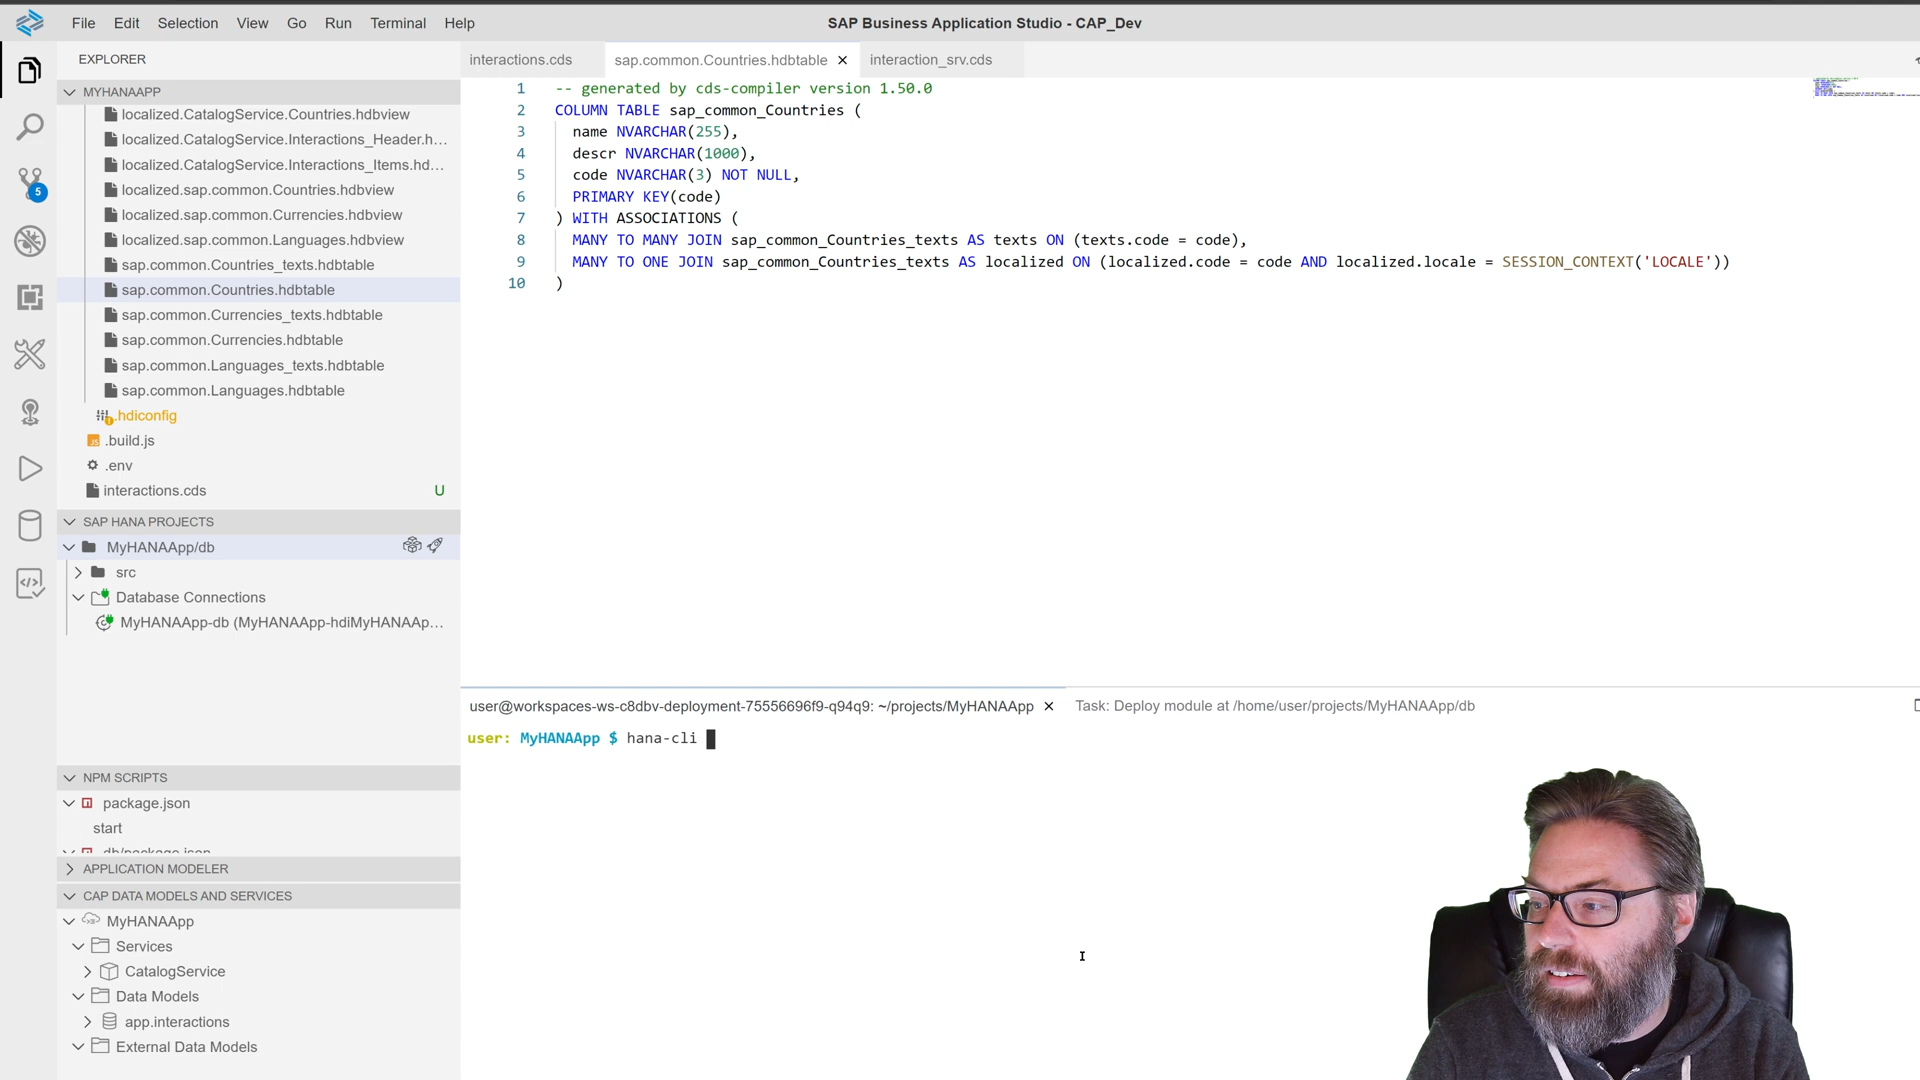 File Edit Selection View Go Run Terminal Help
SAP Business Application Studio - CAP_Dev
EXPLORER
MYHANAAPP
localized.CatalogService.Countries.hdbview
localized.CatalogService.Interactions_Header.h...
localized.CatalogService.Interactions_Items.hd...
localized.sap.common.Countries.hdbview
localized.sap.common.Currencies.hdbview
localized.sap.common.Languages.hdbview
sap.common.Countries_texts.hdbtable
sap.common.Countries.hdbtable
sap.common.Currencies_texts.hdbtable
sap.common.Currencies.hdbtable
sap.common.Languages_texts.hdbtable
sap.common.Languages.hdbtable
.hdiconfig
JS .build.js
.env
interactions.cds U
5
SAP HANA PROJECTS
MyHANAApp/db
src
Database Connections
MyHANAApp-db (MyHANAApp-hdiMyHANAAp...
NPM SCRIPTS
package.json
start
db/package.json
APPLICATION MODELER
CAP DATA MODELS AND SERVICES
MyHANAApp
Services
CatalogService
Data Models
app.interactions
External Data Models
interactions.cds sap.common.Countries.hdbtable × interaction_srv.cds
1 -- generated by cds-compiler version 1.50.0
2 COLUMN TABLE sap_common_Countries (
3 name NVARCHAR(255),
4 descr NVARCHAR(1000),
5 code NVARCHAR(3) NOT NULL,
6 PRIMARY KEY(code)
7 ) WITH ASSOCIATIONS (
8 MANY TO MANY JOIN sap_common_Countries_texts AS texts ON (texts.code = code),
9 MANY TO ONE JOIN sap_common_Countries_texts AS localized ON (localized.code = code AND localized.locale = SESSION_CONTEXT('LOCALE'))
10 )
user@workspaces-ws-c8dbv-deployment-75556696f9-q94q9: ~/projects/MyHANAApp × Task: Deploy module at /home/user/projects/MyHANAApp/db
user: MyHANAApp $ hana-cli